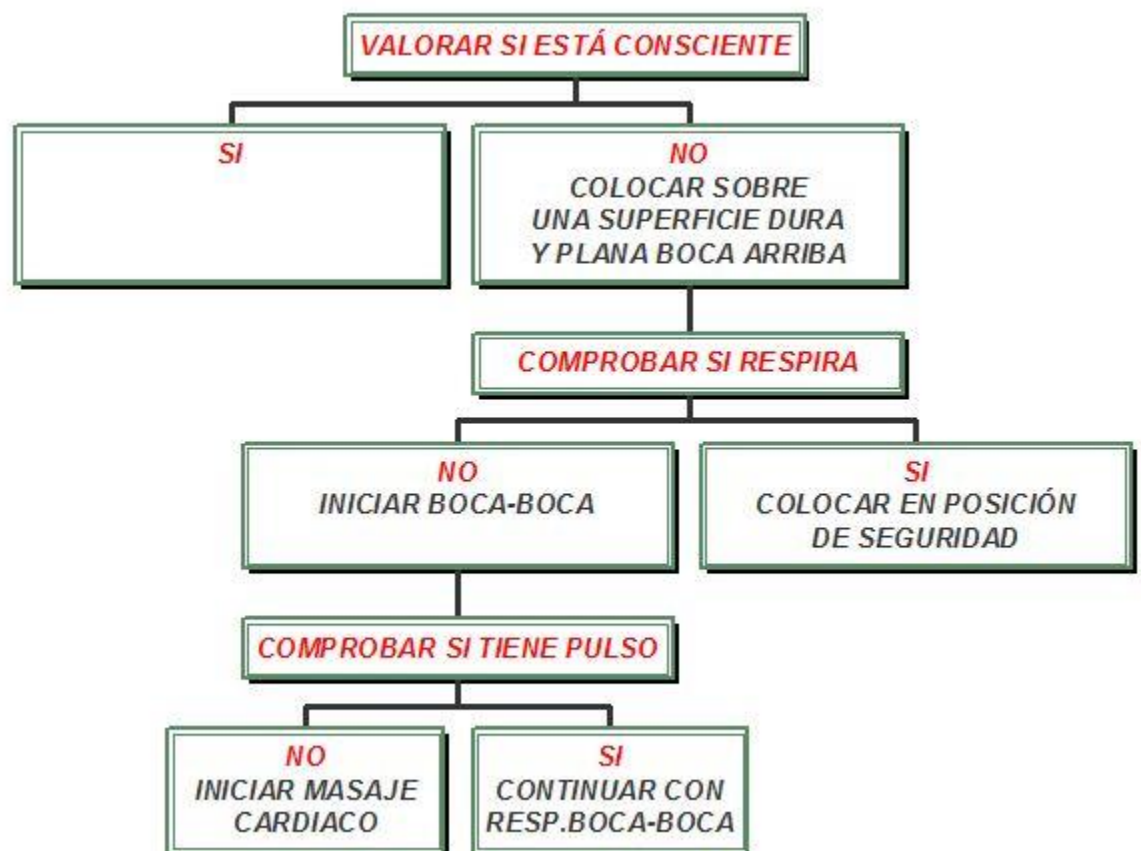 VALORAR SI ESTÁ CONSCIENTE
SI
NO
COLOCAR SOBRE
UNA SUPERFICIE DURA
Y PLANA BOCA ARRIBA
COMPROBAR SI RESPIRA
NO
INICIAR BOCA-BOCA
SI
COLOCAR EN POSICIÓN
DE SEGURIDAD
COMPROBAR SI TIENE PULSO
NO
INICIAR MASAJE
CARDIACO
SI
CONTINUAR CON
RESP.BOCA-BOCA